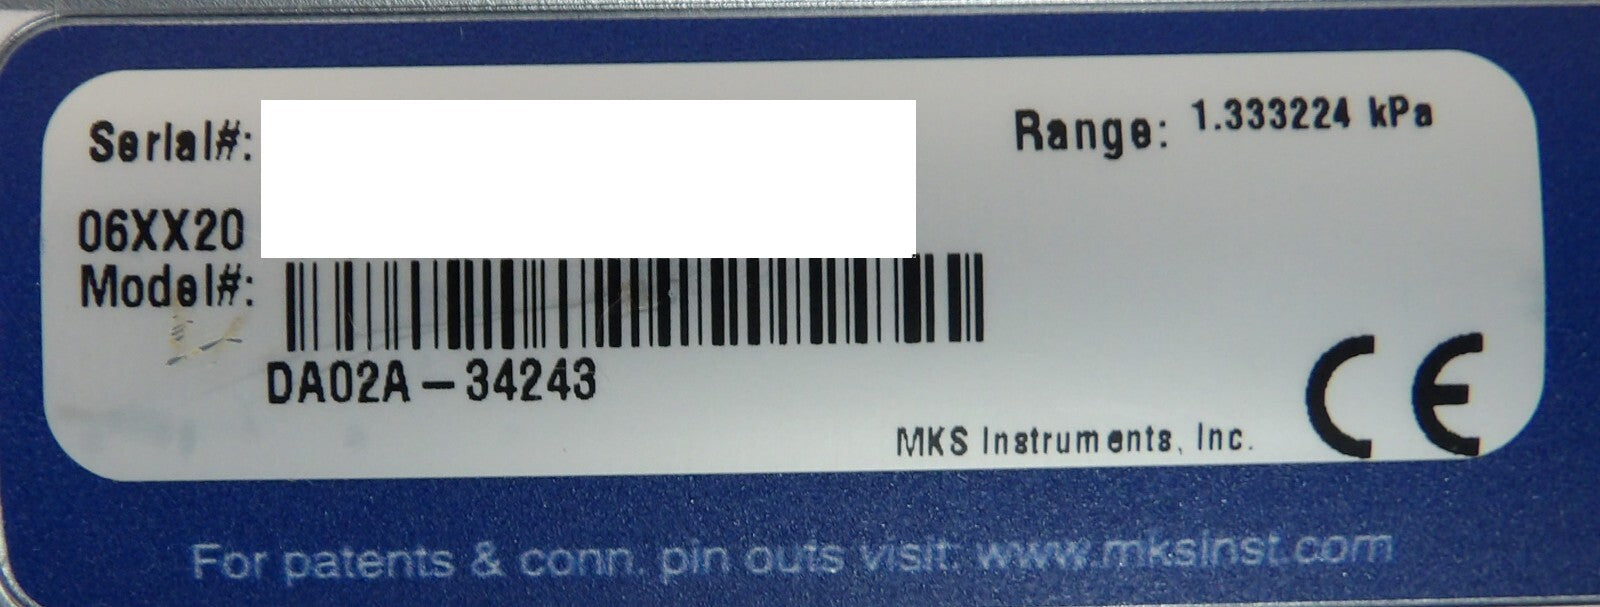 Serial#:
Range: 1.333224 kPa
06XX20
Model#:
DA02A-34243
MKS Instruments, Inc.
CE
For patents & conn. pin outs visit: www.mksinst.com